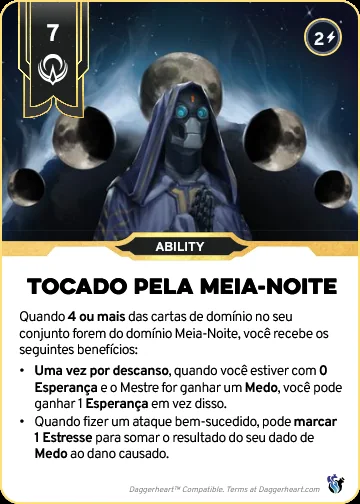 7
2
ABILITY
TOCADO PELA MEIA-NOITE
Quando 4 ou mais das cartas de domínio no seu
conjunto forem do domínio Meia-Noite, você recebe os
seguintes benefícios:
• Uma vez por descanso, quando você estiver com 0
Esperança e o Mestre for ganhar um Medo, você pode
ganhar 1 Esperança em vez disso.
• Quando fizer um ataque bem-sucedido, pode marcar
1 Estresse para somar o resultado do seu dado de
Medo ao dano causado.
Daggerheart™ Compatible. Terms at Daggerheart.com